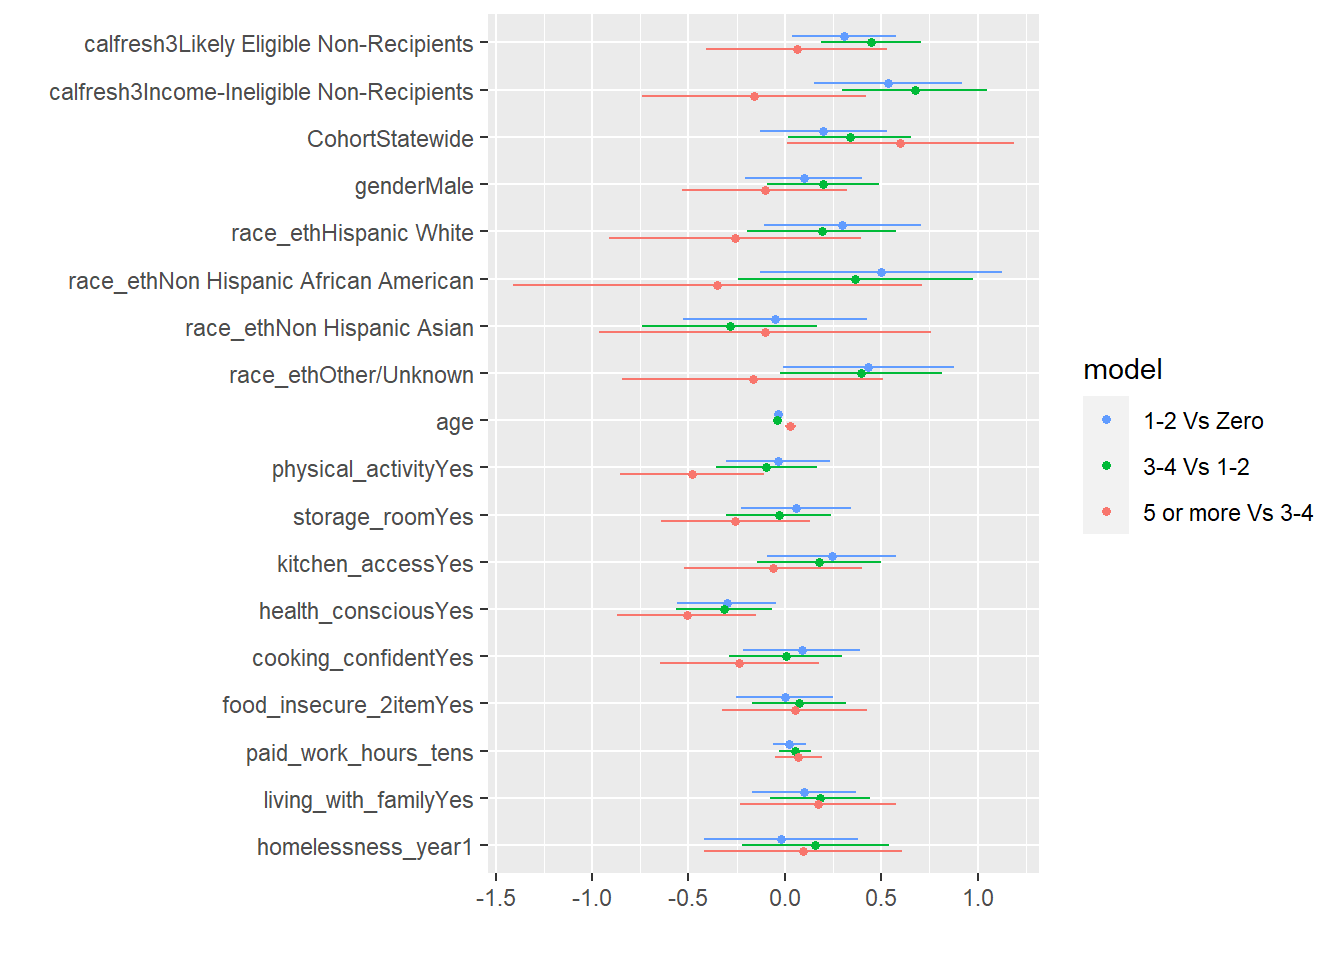 calfresh3Likely Eligible Non-Recipients
calfresh3Income-Ineligible Non-Recipients
CohortStatewide
genderMale
race_ethHispanic White
race_ethNon Hispanic African American
race_ethNon Hispanic Asian
race_ethOther/Unknown
age
physical_activityYes
storage_roomYes
kitchen_accessYes
health_consciousYes
cooking_confidentYes
food_insecure_2itemYes
paid_work_hours_tens
living_with_familyYes
homelessness_year1
-1.5 -1.0 -0.5 0.0 0.5 1.0
model
1-2 Vs Zero
3-4 Vs 1-2
5 or more Vs 3-4